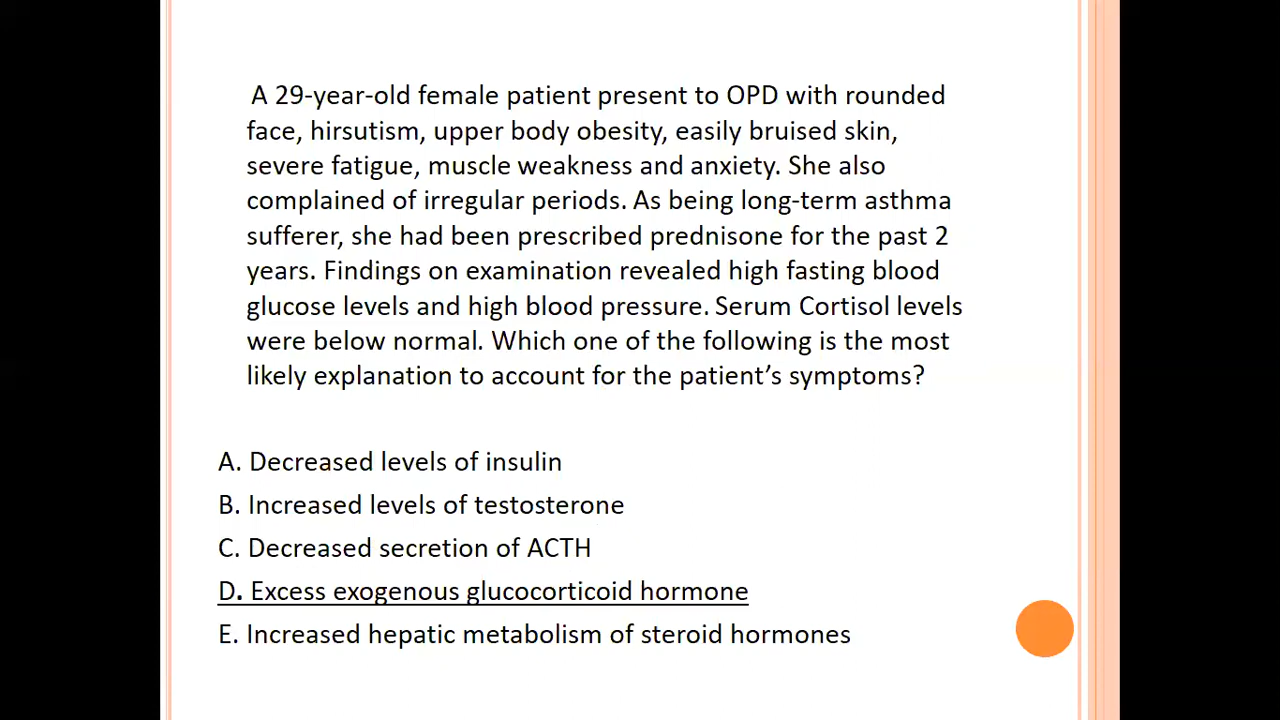 A 29-year-old female patient present to OPD with rounded
face, hirsutism, upper body obesity, easily bruised skin,
severe fatigue, muscle weakness and anxiety. She also
complained of irregular periods. As being long-term asthma
sufferer, she had been prescribed prednisone for the past 2
years. Findings on examination revealed high fasting blood
glucose levels and high blood pressure. Serum Cortisol levels
were below normal. Which one of the following is the most
likely explanation to account for the patient’s symptoms?
A. Decreased levels of insulin
B. Increased levels of testosterone
C. Decreased secretion of ACTH
D. Excess exogenous glucocorticoid hormone
E. Increased hepatic metabolism of steroid hormones